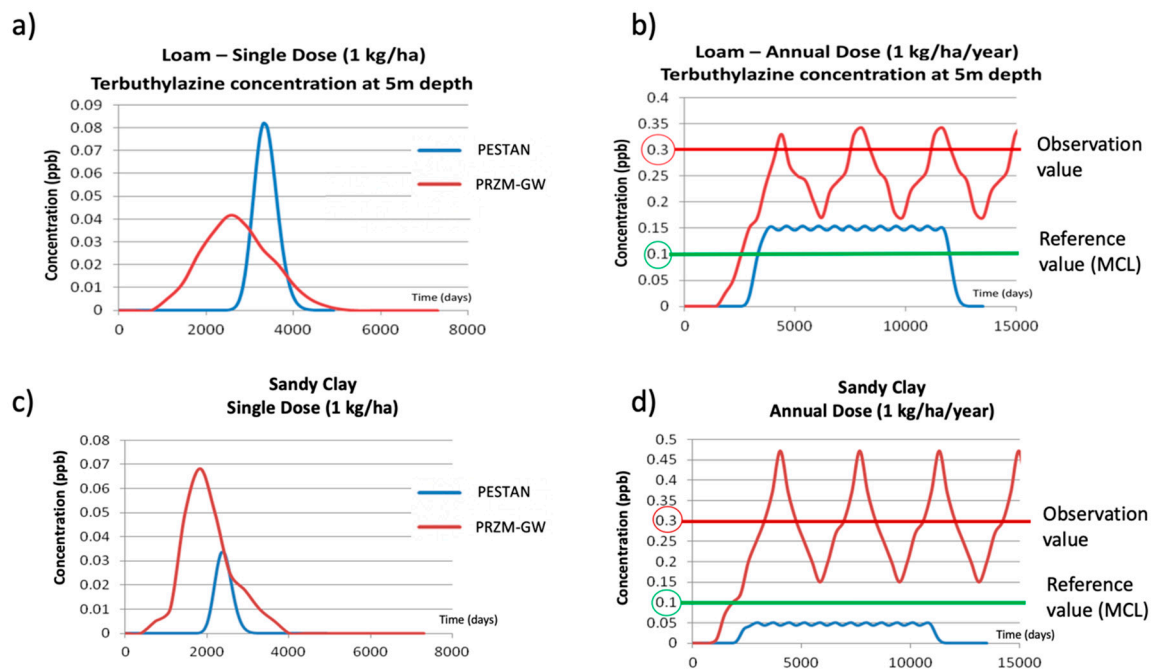 a)
Loam – Single Dose (1 kg/ha)
Terbuthylazine concentration at 5m depth
Concentration (ppb)
0.09
0.08
0.07
0.06
0.05
0.04
0.03
0.02
0.01
0
0 2000 4000 6000 8000
Time (days)
PESTAN
PRZM-GW
b)
Loam – Annual Dose (1 kg/ha/year)
Terbuthylazine concentration at 5m depth
Concentration (ppb)
0.4
0.35
0.3
0.25
0.2
0.15
0.1
0.05
0
0 5000 10000 15000
Time (days)
Observation
value
Reference
value (MCL)
c)
Sandy Clay
Single Dose (1 kg/ha)
Concentration (ppb)
0.08
0.07
0.06
0.05
0.04
0.03
0.02
0.01
0
0 2000 4000 6000 8000
Time (days)
PESTAN
PRZM-GW
d)
Sandy Clay
Annual Dose (1 kg/ha/year)
Concentration (ppb)
0.5
0.45
0.4
0.35
0.3
0.25
0.2
0.15
0.1
0.05
0
0 5000 10000 15000
Time (days)
Observation
value
Reference
value (MCL)